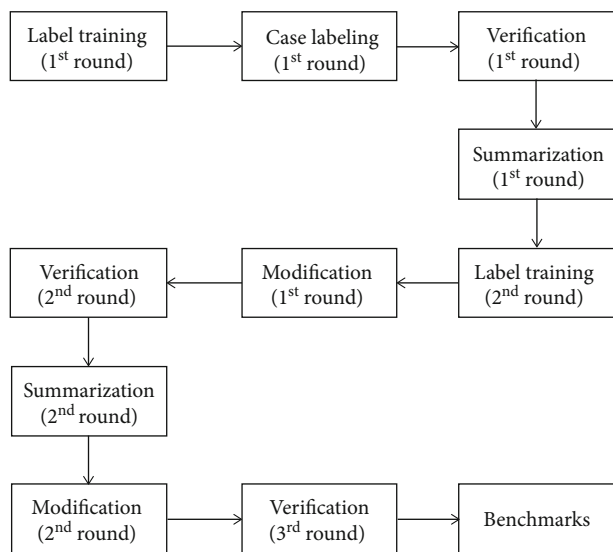 Label training
(1st round)
Case labeling
(1st round)
Verification
(1st round)
Summarization
(1st round)
Label training
(2nd round)
Modification
(1st round)
Verification
(2nd round)
Summarization
(2nd round)
Modification
(2nd round)
Verification
(3rd round)
Benchmarks